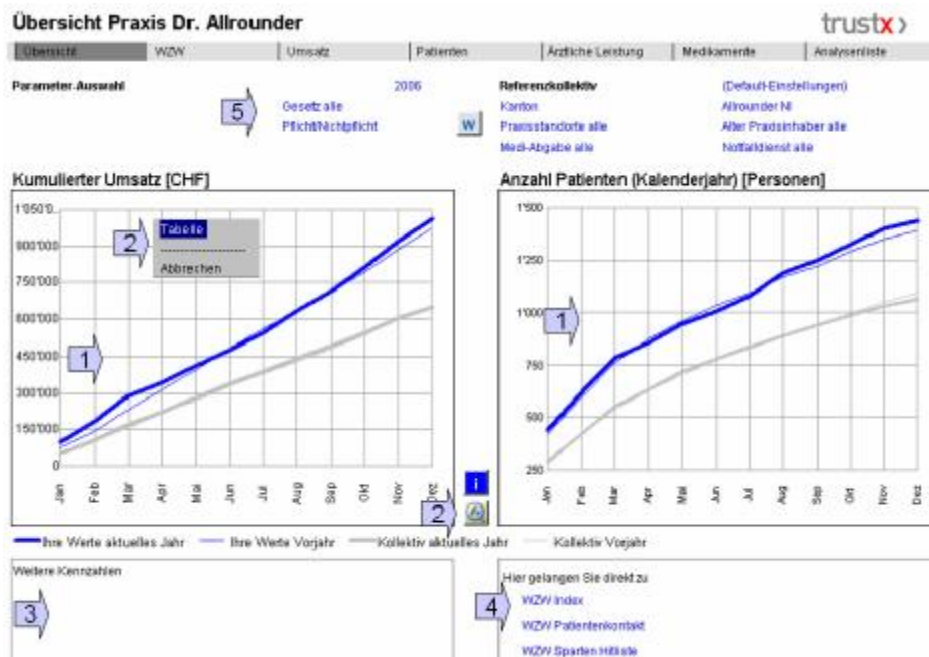 Übersicht Praxis Dr. Allrounder
trustx
Übersicht WZW Umsatz Patienten Ärztliche Leistung Medikamente Analysenliste
Parameter-Auswahl 2006 Referenzkollektiv (Default-Einstellungen)
5 Gesetz alle Kanton Allrounder NI
Pflicht/Nichtpflicht W Praxisstandorte alle Alter Praxisinhaber alle
Medi-Abgabe alle Notfalldienst alle
Kumulierter Umsatz [CHF]
1'050'0..
900'000
750'000
600'000
450'000
300'000
150'000
0
2 Tabelle
Abbrechen
1
Jan Feb Mär Apr Mai Jun Jul Aug Sep Okt Nov Dez
i
2
Anzahl Patienten (Kalenderjahr) [Personen]
1'500
1'250
1'000
750
500
250
1
Jan Feb Mar Apr Mai Jun Jul Aug Sep Okt Nov Dez
Ihre Werte aktuelles Jahr Ihre Werte Vorjahr Kollektiv aktuelles Jahr Kollektiv Vorjahr
Weitere Kennzahlen
3
Hier gelangen Sie direkt zu
4 WZW Index
WZW Patientenkontakt
WZW Sparten Hitliste